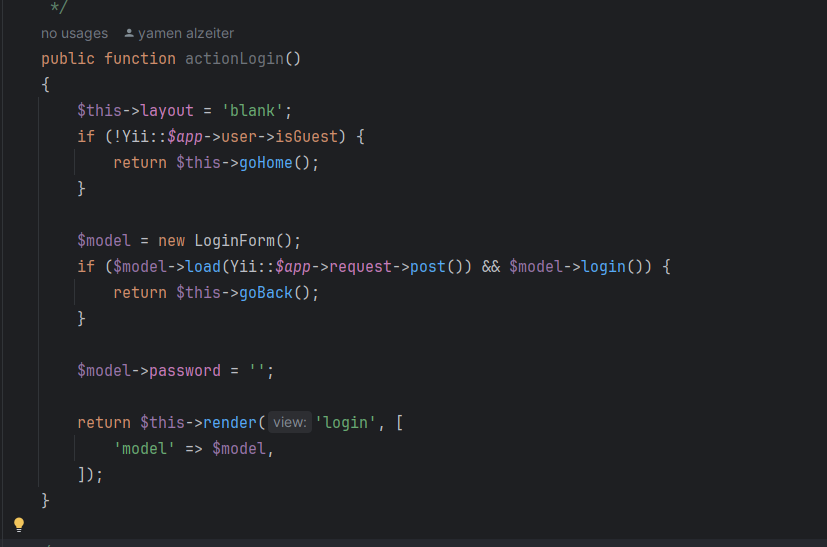 */
no usages yamen alzeiter
public function actionLogin()
{
$this->layout = 'blank';
if (!Yii::$app->user->isGuest) {
return $this->goHome();
}
$model = new LoginForm();
if ($model->load(Yii::$app->request->post()) && $model->login()) {
return $this->goBack();
}
$model->password = '';
return $this->render( view: 'login', [
'model' => $model,
]);
}